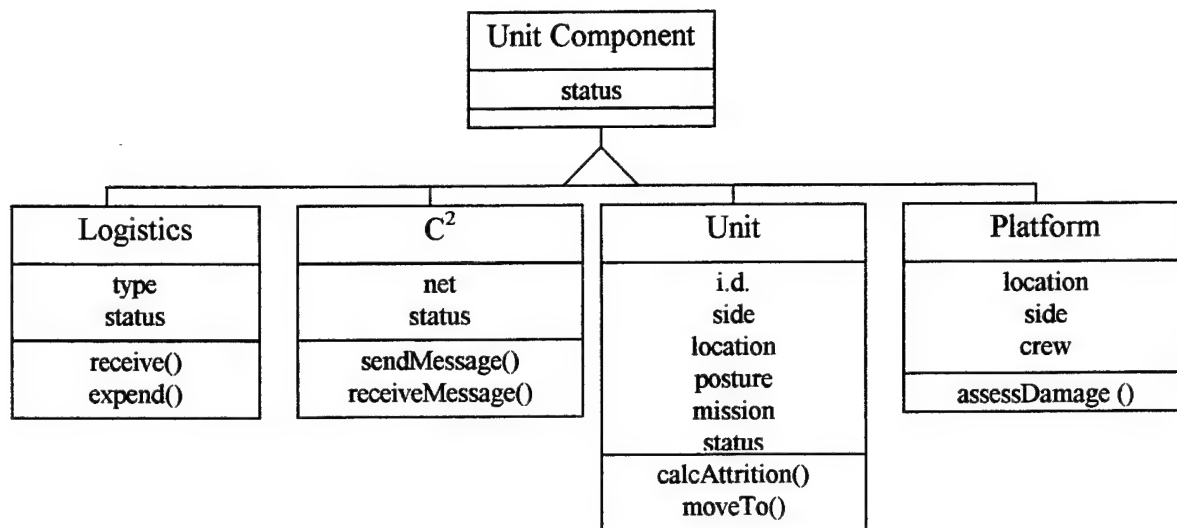 Unit Component
status
Logistics
type
status
receive()
expend()
C²
net
status
sendMessage()
receiveMessage()
Unit
i.d.
side
location
posture
mission
status
calcAttrition()
moveTo()
Platform
location
side
crew
assessDamage ()